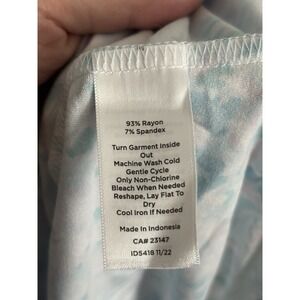 93% Rayon
7% Spandex
Turn Garment Inside
Out
Machine Wash Cold
Gentle Cycle
Only Non-Chlorine
Bleach When Needed
Reshape, Lay Flat To
Dry
Cool Iron If Needed
Made In Indonesia
CA# 23147
IDS418 11/22